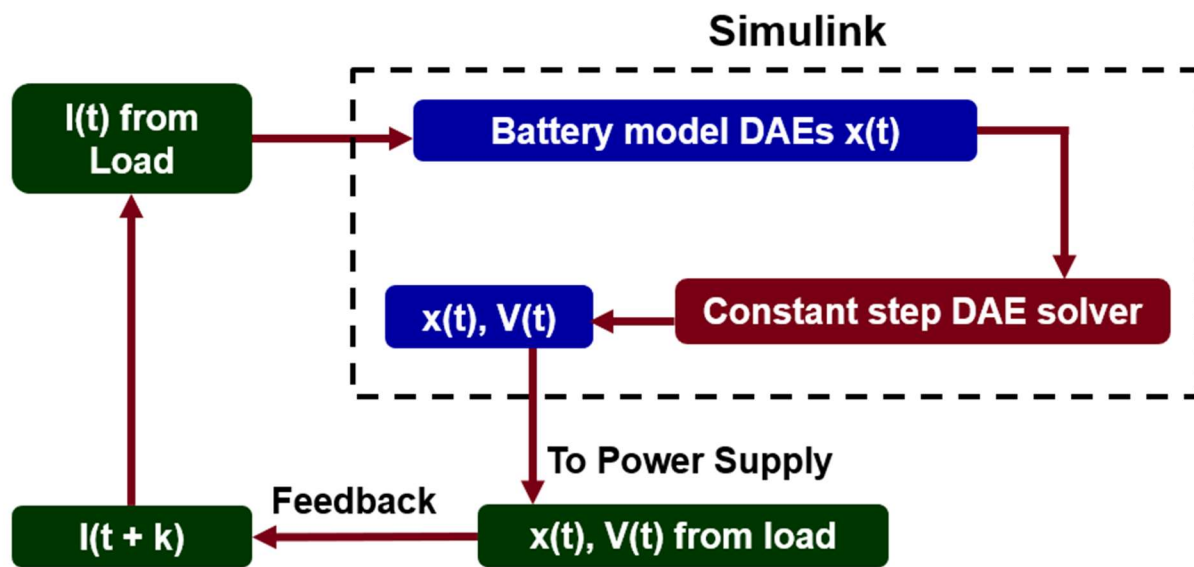 Simulink
I(t) from
Load
Battery model DAEs x(t)
x(t), V(t)
Constant step DAE solver
To Power Supply
Feedback
I(t + k)
x(t), V(t) from load